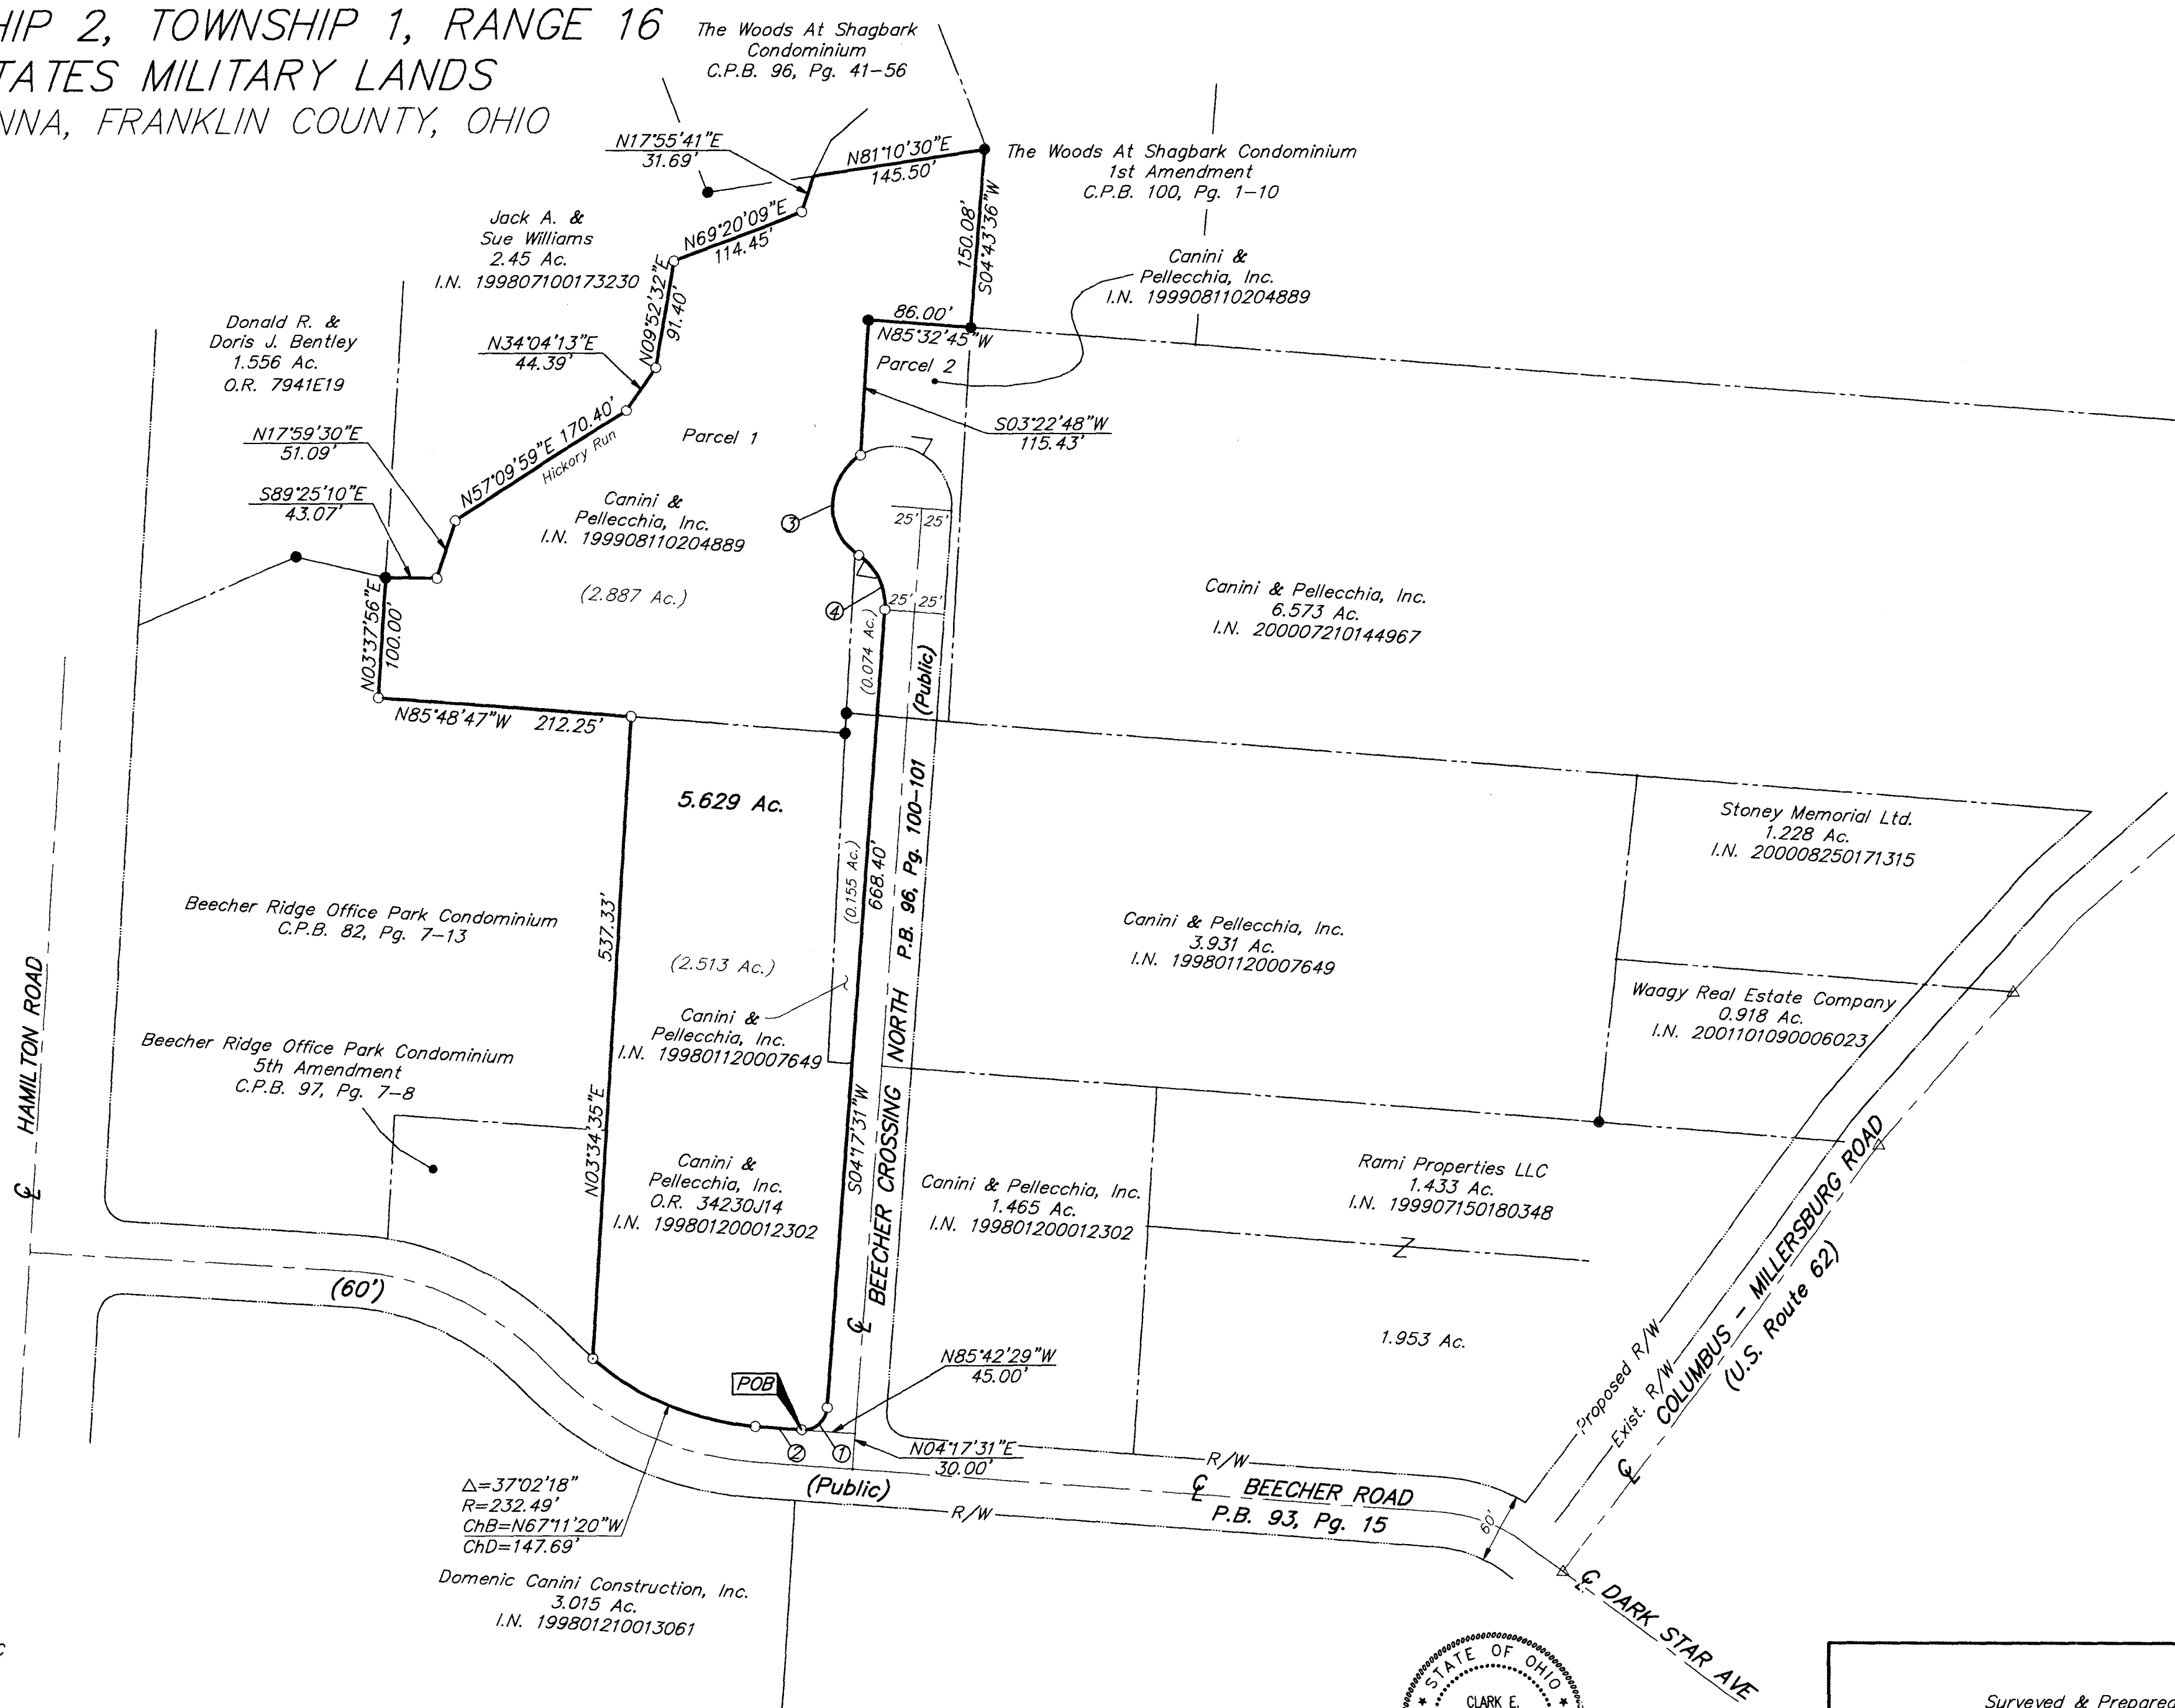 HIP 2, TOWNSHIP 1, RANGE 16
TATES MILITARY LANDS
NNA, FRANKLIN COUNTY, OHIO
The Woods At Shagbark
Condominium
C.P.B. 96, Pg. 41-56
N17°55'41"E
31.69'
N81°10'30"E
145.50'
The Woods At Shagbark Condominium
1st Amendment
C.P.B. 100, Pg. 1-10
150.08'
S04°43'36"W
Jack A. &
Sue Williams
2.45 Ac.
I.N. 199807100173230
N69°20'09"E
114.45'
Canini &
Pellecchia, Inc.
I.N. 199908110204889
N09°52'32"E
91.40'
86.00'
N85°32'45"W
Parcel 2
Donald R. &
Doris J. Bentley
1.556 Ac.
O.R. 7941E19
N34°04'13"E
44.39'
S03°22'48"W
115.43'
N17°59'30"E
51.09'
N57°09'59"E 170.40'
Hickory Run
Parcel 1
S89°25'10"E
43.07'
Canini &
Pellecchia, Inc.
I.N. 199908110204889
(2.887 Ac.)
3
25' 25'
4
25' 25'
(0.074 Ac.)
(Public)
Canini & Pellecchia, Inc.
6.573 Ac.
I.N. 200007210144967
N03°37'56"E
100.00'
N85°48'47"W 212.25'
5.629 Ac.
Stoney Memorial Ltd.
1.228 Ac.
I.N. 200008250171315
537.33'
(0.155 Ac.)
668.40'
P.B. 96, Pg. 100-101
Beecher Ridge Office Park Condominium
C.P.B. 82, Pg. 7-13
(2.513 Ac.)
Canini & Pellecchia, Inc.
3.931 Ac.
I.N. 199801120007649
Waagy Real Estate Company
0.918 Ac.
I.N. 2001101090006023
Canini &
Pellecchia, Inc.
I.N. 199801120007649
HAMILTON ROAD
℄
Beecher Ridge Office Park Condominium
5th Amendment
C.P.B. 97, Pg. 7-8
N03°34'35"E
S04°17'31"W
℄ BEECHER CROSSING NORTH
Canini &
Pellecchia, Inc.
O.R. 34230J14
I.N. 199801200012302
Canini & Pellecchia, Inc.
1.465 Ac.
I.N. 199801200012302
Rami Properties LLC
1.433 Ac.
I.N. 199907150180348
Z
(60')
1.953 Ac.
N85°42'29"W
45.00'
POB
2
1
N04°17'31"E
30.00'
Proposed R/W
Exist. R/W
℄ COLUMBUS - MILLERSBURG ROAD
(U.S. Route 62)
(Public)
R/W
R/W
℄ BEECHER ROAD
P.B. 93, Pg. 15
60'
△=37°02'18"
R=232.49'
ChB=N67°11'20"W
ChD=147.69'
Domenic Canini Construction, Inc.
3.015 Ac.
I.N. 199801210013061
℄ DARK STAR AVE
STATE OF OHIO
CLARK E.
Surveyed & Prepared